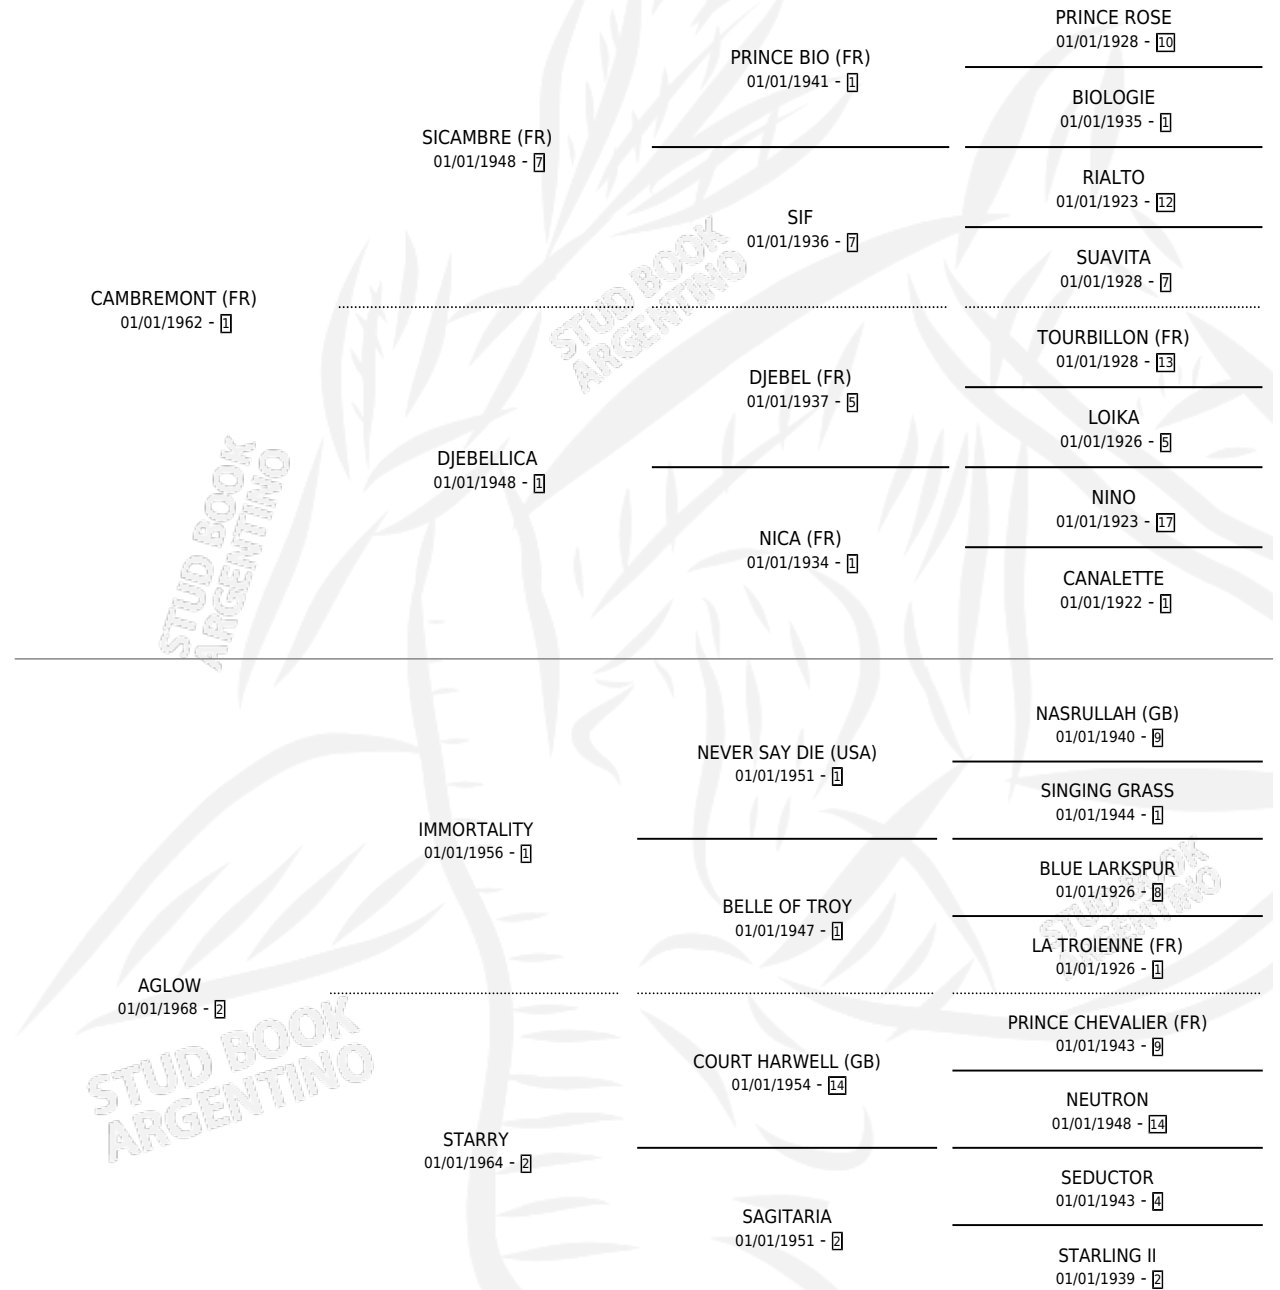 PRINCE ROSE
01/01/1928 - 10
PRINCE BIO (FR)
01/01/1941 - 1
BIOLOGIE
01/01/1935 - 1
SICAMBRE (FR)
01/01/1948 - 7
RIALTO
01/01/1923 - 12
SIF
01/01/1936 - 7
SUAVITA
01/01/1928 - 7
CAMBREMONT (FR)
01/01/1962 - 1
TOURBILLON (FR)
01/01/1928 - 13
DJEBEL (FR)
01/01/1937 - 5
LOIKA
01/01/1926 - 5
DJEBELLICA
01/01/1948 - 1
NINO
01/01/1923 - 17
NICA (FR)
01/01/1934 - 1
CANALETTE
01/01/1922 - 1
NASRULLAH (GB)
01/01/1940 - 9
NEVER SAY DIE (USA)
01/01/1951 - 1
SINGING GRASS
01/01/1944 - 1
IMMORTALITY
01/01/1956 - 1
BLUE LARKSPUR
01/01/1926 - 8
BELLE OF TROY
01/01/1947 - 1
LA TROIENNE (FR)
01/01/1926 - 1
AGLOW
01/01/1968 - 2
PRINCE CHEVALIER (FR)
01/01/1943 - 9
COURT HARWELL (GB)
01/01/1954 - 14
NEUTRON
01/01/1948 - 14
STARRY
01/01/1964 - 2
SEDUCTOR
01/01/1943 - 4
SAGITARIA
01/01/1951 - 2
STARLING II
01/01/1939 - 2
STUD BOOK
ARGENTINO
STUD BOOK
ARGENTINO
STUD BOOK
ARGENTINO
STUD BOOK
ARGENTINO